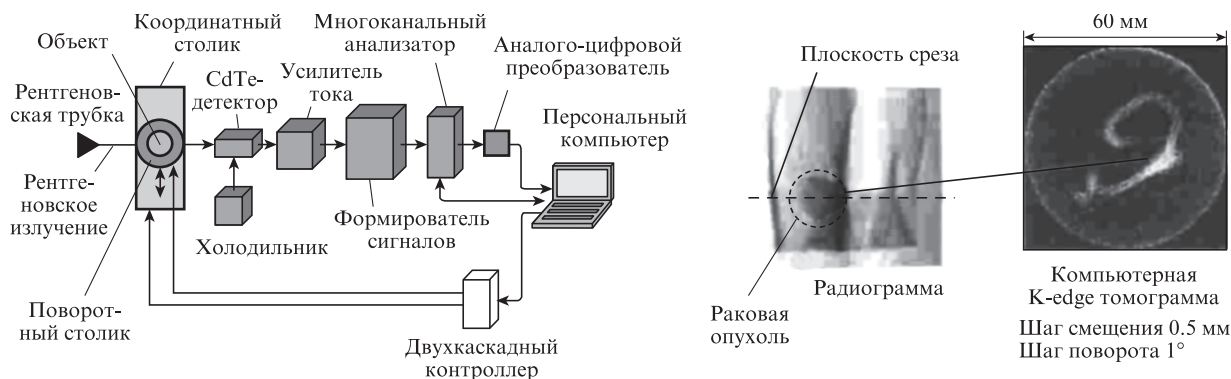 Координатный
столик
Объект
Рентгенов-
ская трубка
CdTe-
детектор
Усилитель
тока
Многоканальный
анализатор
Аналого-цифровой
преобразователь
Персональный
компьютер
Рентге-
новское
излучение
Холодильник
Формирователь
сигналов
Поворот-
ный столик
Двухкаскадный
контроллер
Плоскость среза
Радиограмма
Раковая
опухоль
60 мм
Компьютерная
K-edge томограмма
Шаг смещения 0.5 мм
Шаг поворота 1°